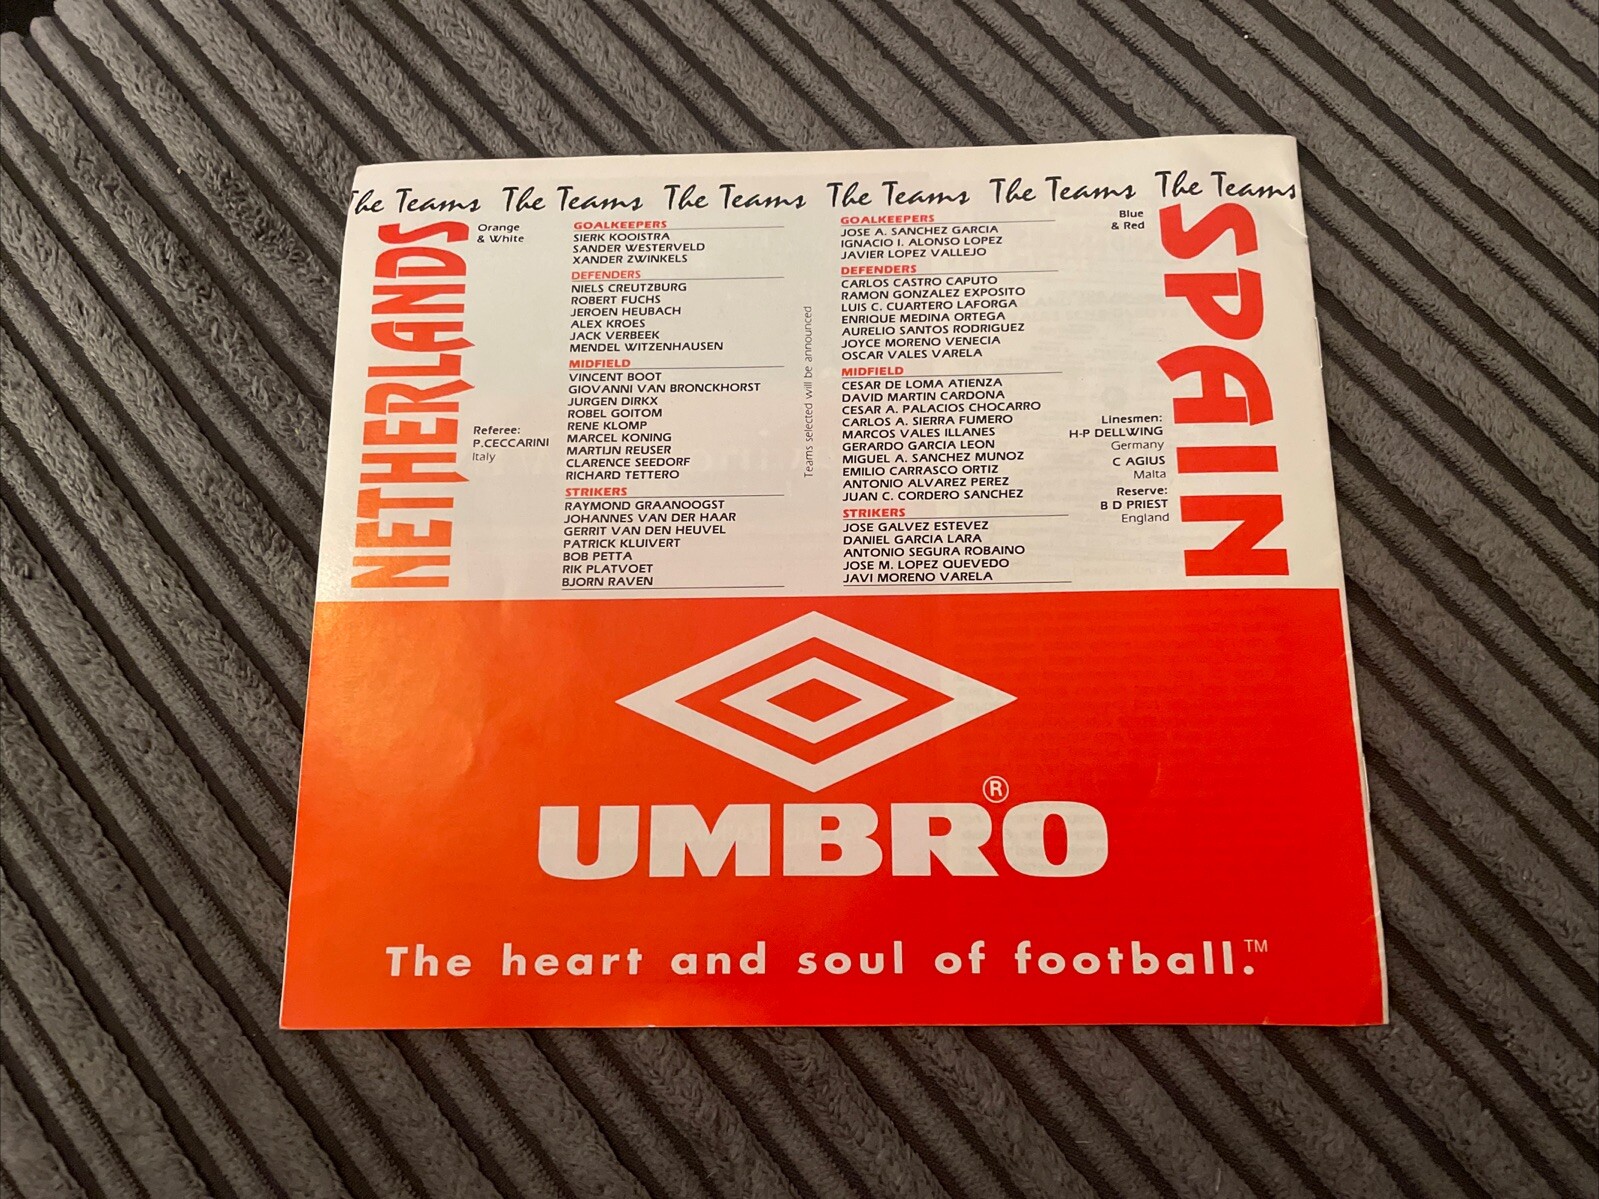 The Teams The Teams The Teams The Teams The Teams The Teams
NETHERLANDS
Orange
& White
Referee:
P.CECCARINI
Italy
GOALKEEPERS
SIERK KOOISTRA
SANDER WESTERVELD
XANDER ZWINKELS
DEFENDERS
NIELS CREUTZBURG
ROBERT FUCHS
JEROEN HEUBACH
ALEX KROES
JACK VERBEEK
MENDEL WITZENHAUSEN
MIDFIELD
VINCENT BOOT
GIOVANNI VAN BRONCKHORST
JURGEN DIRKX
ROBEL GOITOM
RENE KLOMP
MARCEL KONING
MARTIJN REUSER
CLARENCE SEEDORF
RICHARD TETTERO
STRIKERS
RAYMOND GRAANOOGST
JOHANNES VAN DER HAAR
GERRIT VAN DEN HEUVEL
PATRICK KLUIVERT
BOB PETTA
RIK PLATVOET
BJORN RAVEN
Teams selected will be announced
GOALKEEPERS
JOSE A. SANCHEZ GARCIA
IGNACIO I. ALONSO LOPEZ
JAVIER LOPEZ VALLEJO
DEFENDERS
CARLOS CASTRO CAPUTO
RAMON GONZALEZ EXPOSITO
LUIS C. CUARTERO LAFORGA
ENRIQUE MEDINA ORTEGA
AURELIO SANTOS RODRIGUEZ
JOYCE MORENO VENECIA
OSCAR VALES VARELA
MIDFIELD
CESAR DE LOMA ATIENZA
DAVID MARTIN CARDONA
CESAR A. PALACIOS CHOCARRO
CARLOS A. SIERRA FUMERO
MARCOS VALES ILLANES
GERARDO GARCIA LEON
MIGUEL A. SANCHEZ MUNOZ
EMILIO CARRASCO ORTIZ
ANTONIO ALVAREZ PEREZ
JUAN C. CORDERO SANCHEZ
STRIKERS
JOSE GALVEZ ESTEVEZ
DANIEL GARCIA LARA
ANTONIO SEGURA ROBAINO
JOSE M. LOPEZ QUEVEDO
JAVI MORENO VARELA
Blue
& Red
Linesmen:
H-P DELLWING
Germany
C AGIUS
Malta
Reserve:
B D PRIEST
England
SPAIN
UMBRO®
The heart and soul of football.™